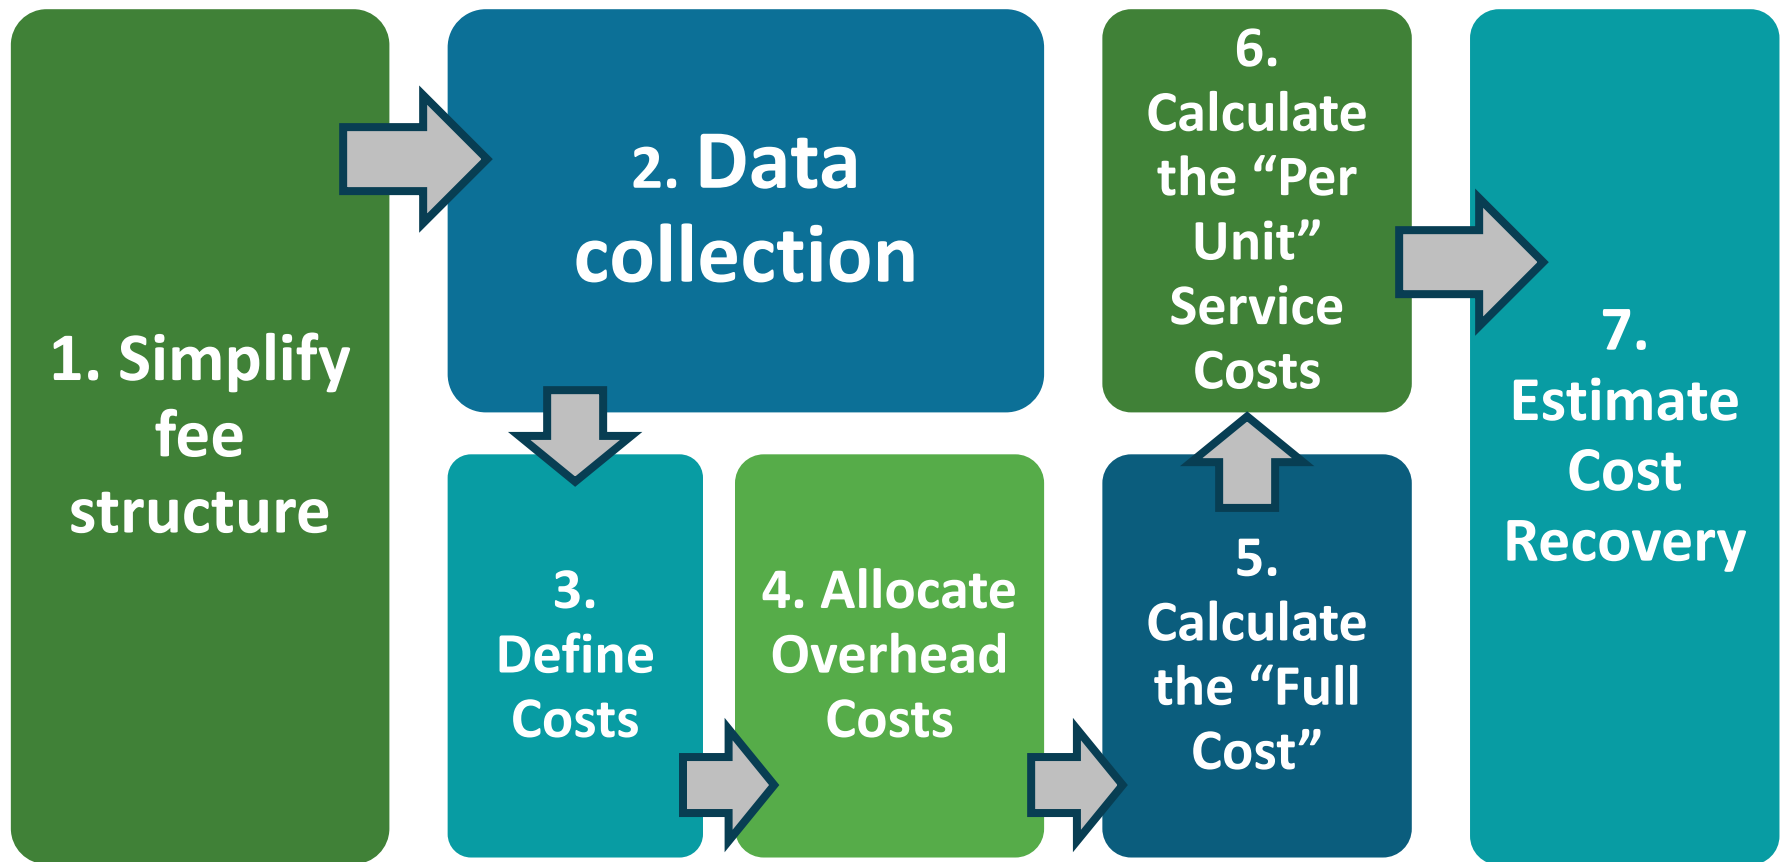 1. Simplify
fee
structure
2. Data
collection
3.
Define
Costs
4. Allocate
Overhead
Costs
5.
Calculate
the “Full
Cost”
6.
Calculate
the “Per
Unit”
Service
Costs
7.
Estimate
Cost
Recovery